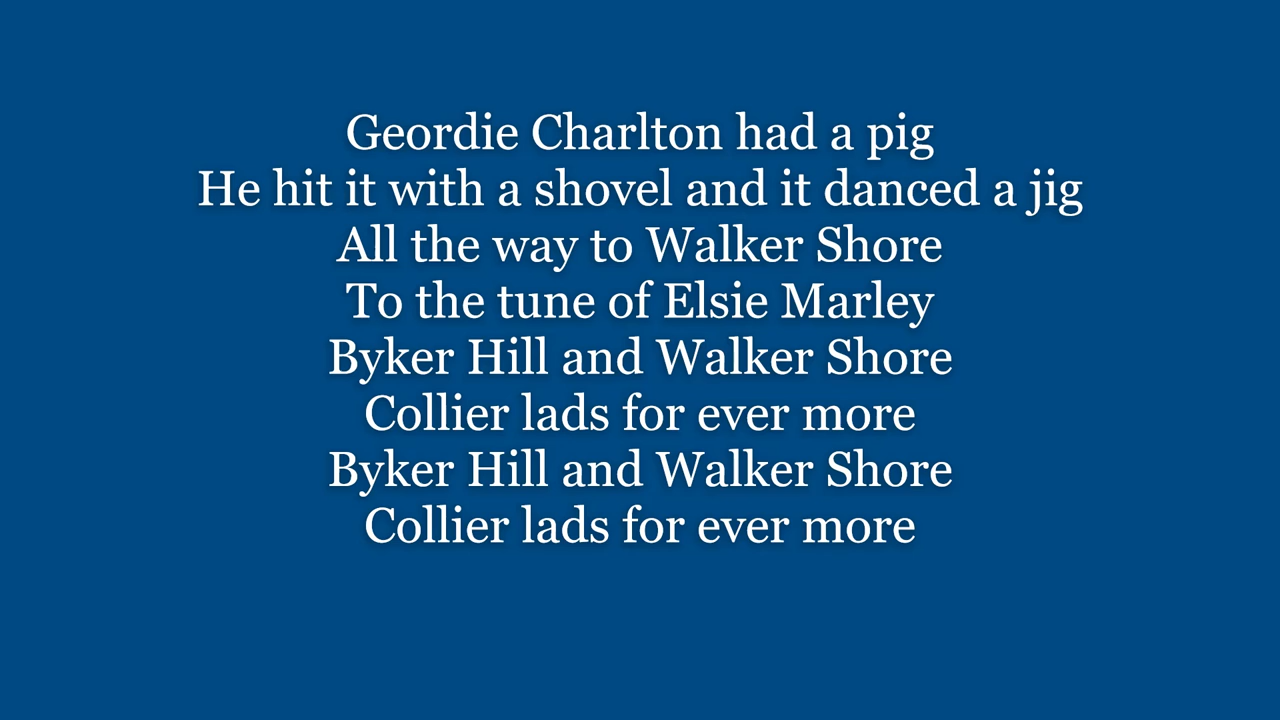 Geordie Charlton had a pig
He hit it with a shovel and it danced a jig
All the way to Walker Shore
To the tune of Elsie Marley
Byker Hill and Walker Shore
Collier lads for ever more
Byker Hill and Walker Shore
Collier lads for ever more